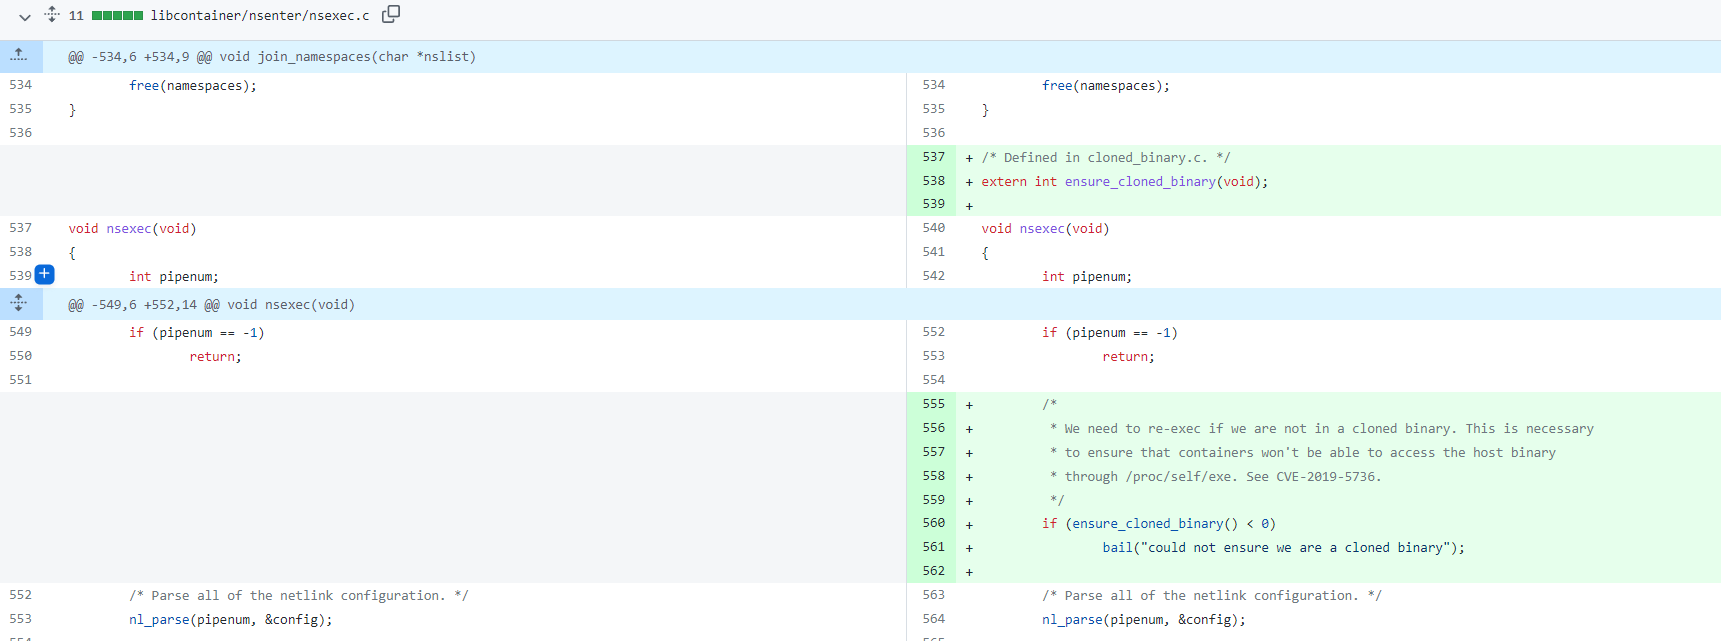 11 libcontainer/nsenter/nsexec.c
@@ -534,6 +534,9 @@ void join_namespaces(char *nslist)
534 free(namespaces); 534 free(namespaces);
535 } 535 }
536 536
537 + /* Defined in cloned_binary.c. */
538 + extern int ensure_cloned_binary(void);
539 +
537 void nsexec(void) 540 void nsexec(void)
538 { 541 {
539 + int pipenum; 542 int pipenum;
@@ -549,6 +552,14 @@ void nsexec(void)
549 if (pipenum == -1) 552 if (pipenum == -1)
550 return; 553 return;
551 554
555 + /*
556 + * We need to re-exec if we are not in a cloned binary. This is necessary
557 + * to ensure that containers won't be able to access the host binary
558 + * through /proc/self/exe. See CVE-2019-5736.
559 + */
560 + if (ensure_cloned_binary() < 0)
561 + bail("could not ensure we are a cloned binary");
562 +
552 /* Parse all of the netlink configuration. */ 563 /* Parse all of the netlink configuration. */
553 nl_parse(pipenum, &config); 564 nl_parse(pipenum, &config);